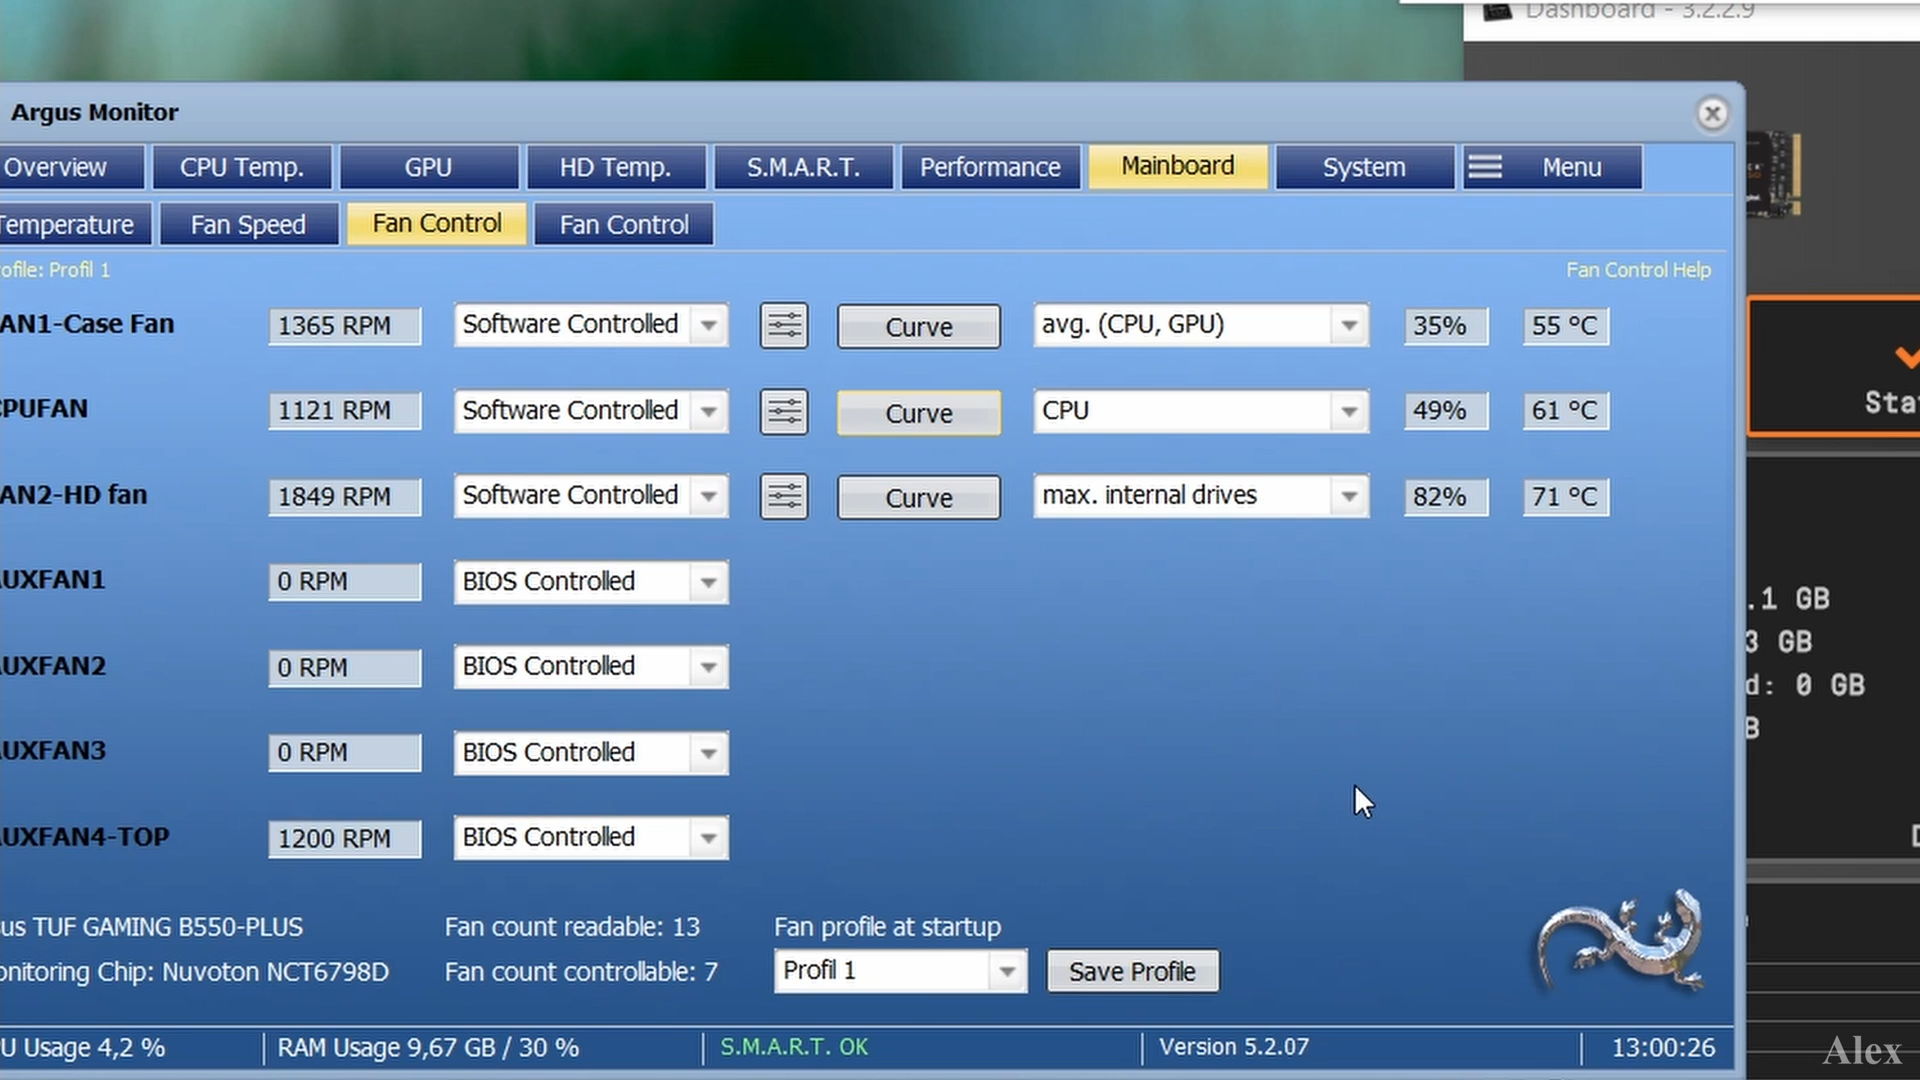 Dashboard - 3.2.2.9
Argus Monitor
Overview CPU Temp. GPU HD Temp. S.M.A.R.T. Performance Mainboard System Menu
Temperature Fan Speed Fan Control Fan Control
ofile: Profil 1 Fan Control Help
AN1-Case Fan 1365 RPM Software Controlled Curve avg. (CPU, GPU) 35% 55 °C
CPUFAN 1121 RPM Software Controlled Curve CPU 49% 61 °C
AN2-HD fan 1849 RPM Software Controlled Curve max. internal drives 82% 71 °C
UXFAN1 0 RPM BIOS Controlled
UXFAN2 0 RPM BIOS Controlled
UXFAN3 0 RPM BIOS Controlled
UXFAN4-TOP 1200 RPM BIOS Controlled
us TUF GAMING B550-PLUS Fan count readable: 13 Fan profile at startup
onitoring Chip: Nuvoton NCT6798D Fan count controllable: 7 Profil 1 Save Profile
U Usage 4,2 % RAM Usage 9,67 GB / 30 % S.M.A.R.T. OK Version 5.2.07 13:00:26
Sta
.1 GB
3 GB
d: 0 GB
B
D
Alex